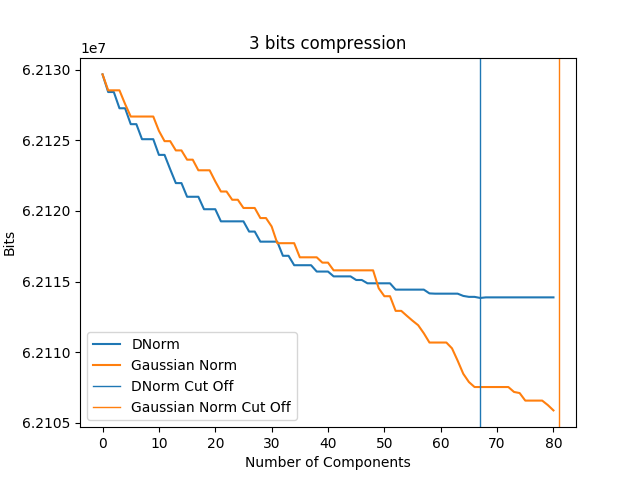 3 bits compression
1e7
6.2130
6.2125
6.2120
6.2115
6.2110
6.2105
Bits
DNorm
Gaussian Norm
DNorm Cut Off
Gaussian Norm Cut Off
0 10 20 30 40 50 60 70 80
Number of Components